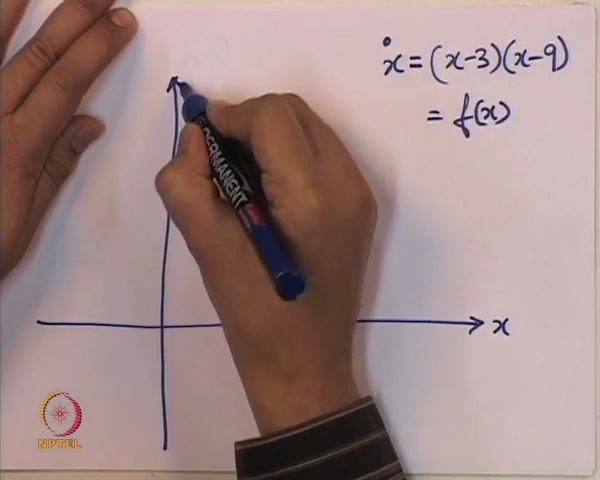 ẋ = (x-3)(x-9)
= f(x)
PERMANENT
x
NPTEL